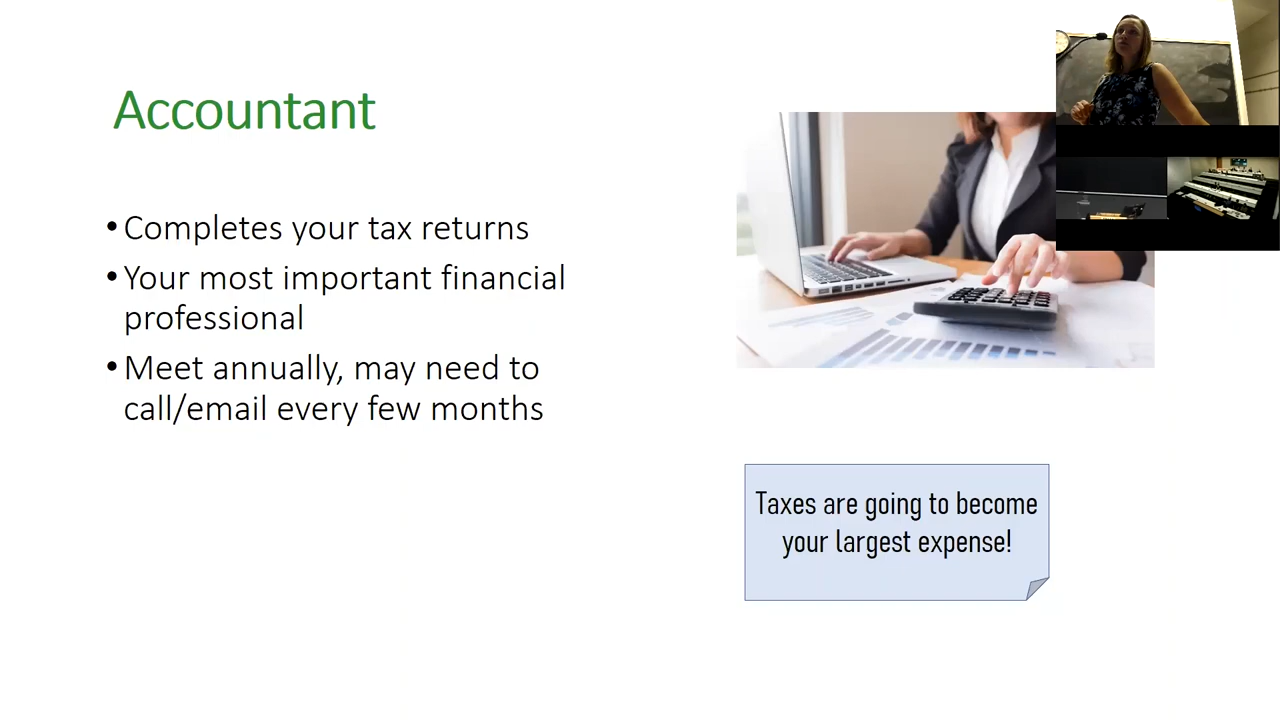 Accountant
•Completes your tax returns
•Your most important financial
professional
•Meet annually, may need to
call/email every few months
Taxes are going to become
your largest expense!